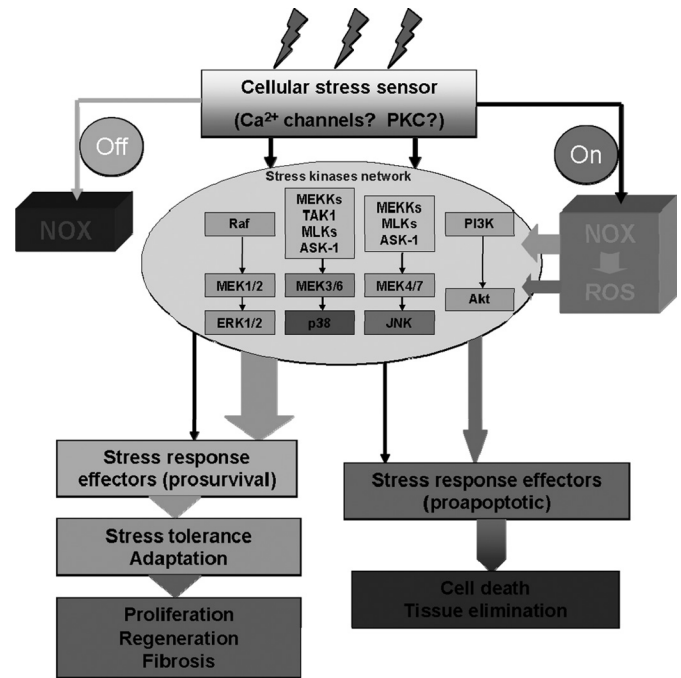 Cellular stress sensor
(Ca²⁺ channels? PKC?)
Off
On
NOX
Stress kinases network
Raf
MEK1/2
ERK1/2
MEKKs
TAK1
MLKs
ASK-1
MEK3/6
p38
MEKKs
MLKs
ASK-1
MEK4/7
JNK
PI3K
Akt
NOX
ROS
Stress response
effectors (prosurvival)
Stress tolerance
Adaptation
Proliferation
Regeneration
Fibrosis
Stress response effectors
(proapoptotic)
Cell death
Tissue elimination